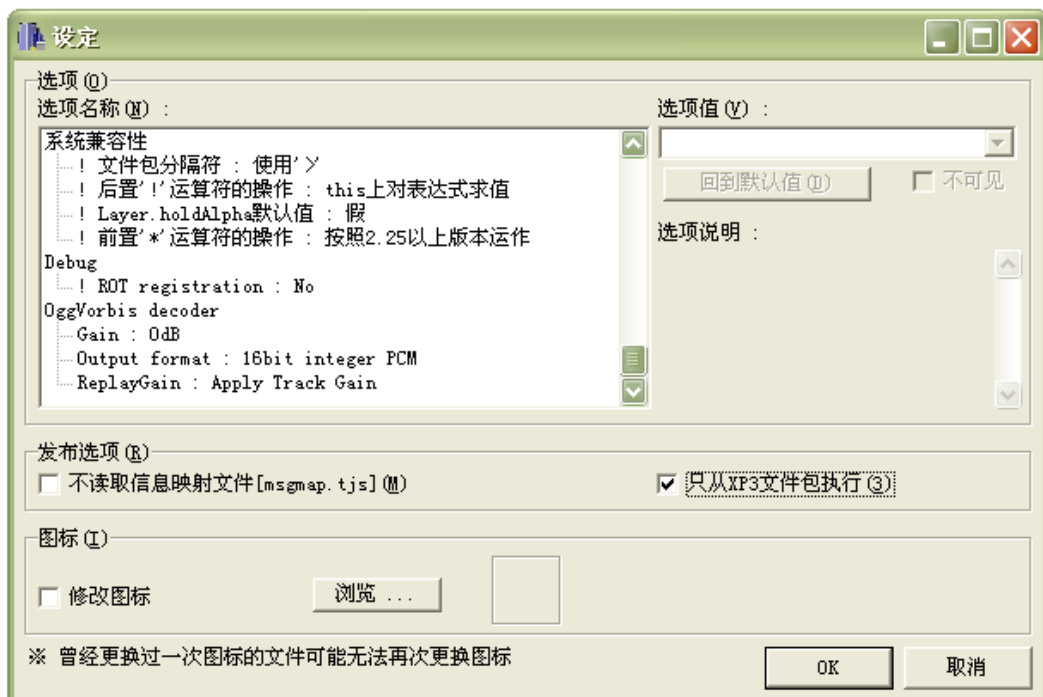 设定
选项(O)
选项名称(N) :
系统兼容性
! 文件包分隔符 : 使用'>'
! 后置'!'运算符的操作 : this上对表达式求值
! Layer.holdAlpha默认值 : 假
! 前置'*'运算符的操作 : 按照2.25以上版本运作
Debug
! ROT registration : No
OggVorbis decoder
Gain : 0dB
Output format : 16bit integer PCM
ReplayGain : Apply Track Gain
选项值(V) :
回到默认值(D)
不可见
选项说明 :
发布选项(R)
不读取信息映射文件[msgmap.tjs](M)
只从XP3文件包执行(3)
图标(I)
修改图标
浏览 ...
※ 曾经更换过一次图标的文件可能无法再次更换图标
OK
取消